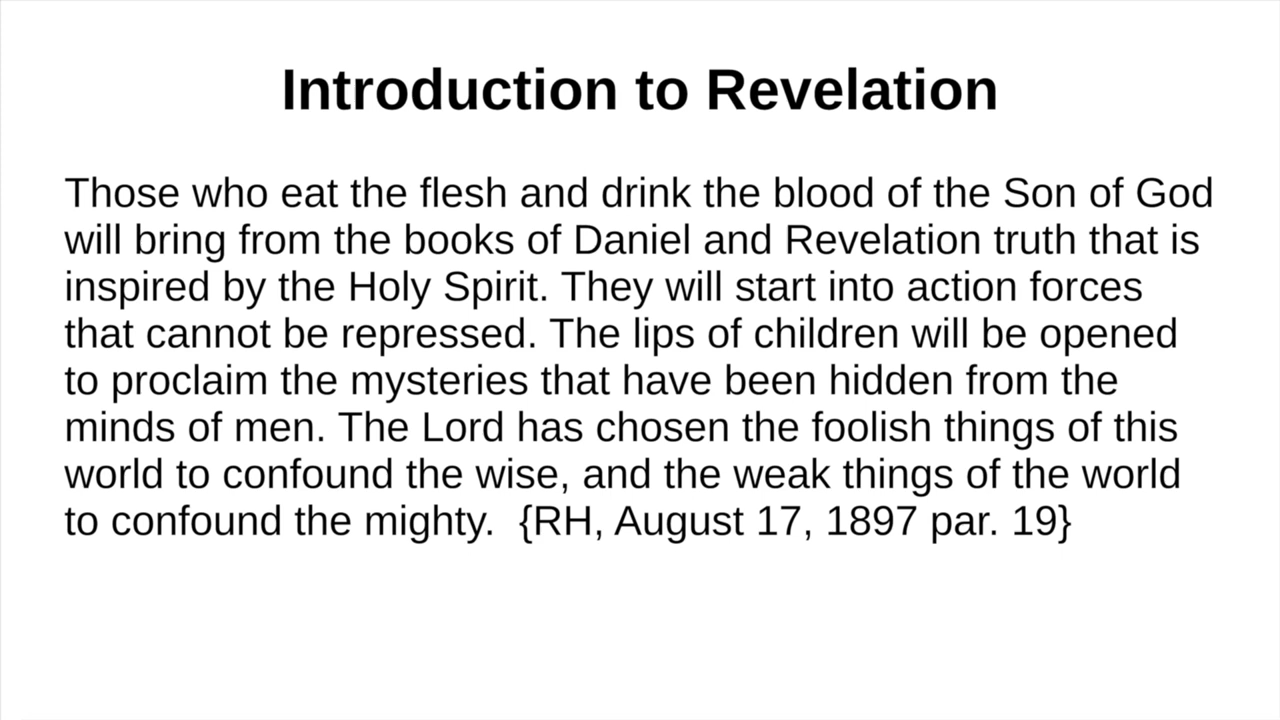 Introduction to Revelation
Those who eat the flesh and drink the blood of the Son of God
will bring from the books of Daniel and Revelation truth that is
inspired by the Holy Spirit. They will start into action forces
that cannot be repressed. The lips of children will be opened
to proclaim the mysteries that have been hidden from the
minds of men. The Lord has chosen the foolish things of this
world to confound the wise, and the weak things of the world
to confound the mighty.  {RH, August 17, 1897 par. 19}